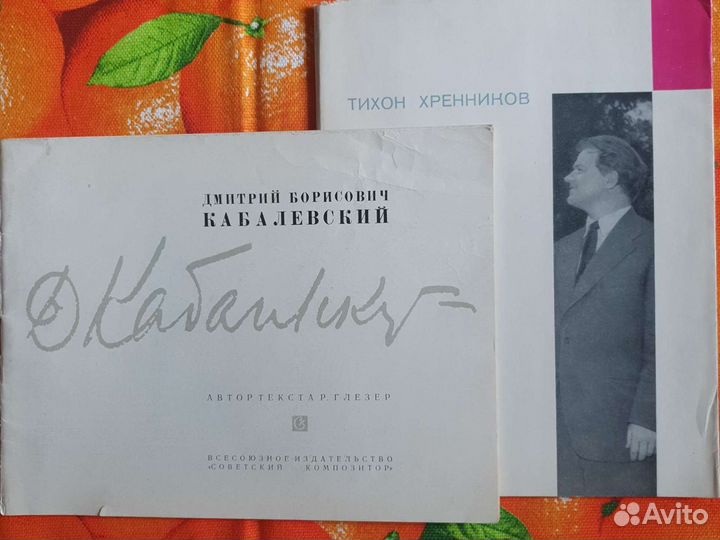 ТИХОН ХРЕННИКОВ
ДМИТРИЙ БОРИСОВИЧ
КАБАЛЕВСКИЙ
АВТОР ТЕКСТА Р. ГЛЕЗЕР
ВСЕСОЮЗНОЕ ИЗДАТЕЛЬСТВО
«СОВЕТСКИЙ КОМПОЗИТОР»
Avito